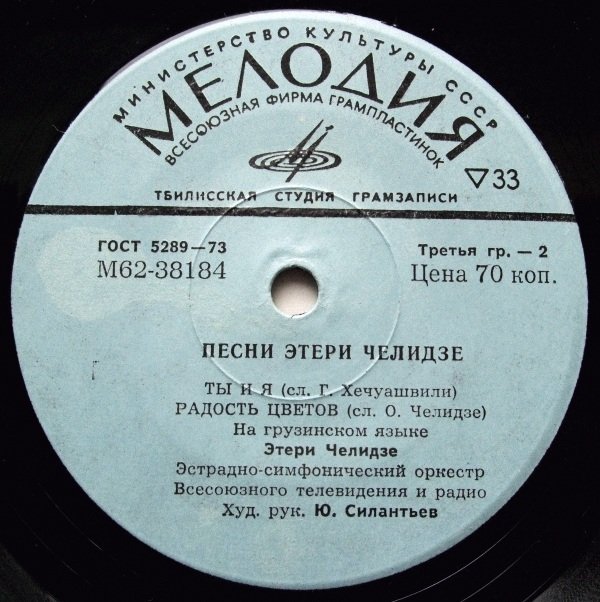 МИНИСТЕРСТВО КУЛЬТУРЫ СССР
МЕЛОДИЯ
ВСЕСОЮЗНАЯ ФИРМА ГРАМПЛАСТИНОК
▽33
ТБИЛИССКАЯ СТУДИЯ ГРАМЗАПИСИ
ГОСТ 5289—73
Третья гр. — 2
М62-38184
Цена 70 коп.
ПЕСНИ ЭТЕРИ ЧЕЛИДЗЕ
ТЫ И Я (сл. Г. Хечуашвили)
РАДОСТЬ ЦВЕТОВ (сл. О. Челидзе)
На грузинском языке
Этери Челидзе
Эстрадно-симфонический оркестр
Всесоюзного телевидения и радио
Худ. рук. Ю. Силантьев